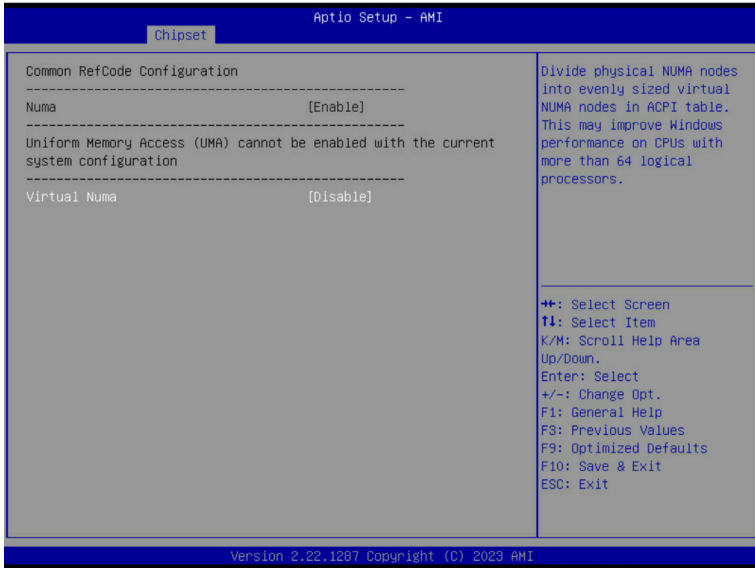 Aptio Setup – AMI
Chipset
Common RefCode Configuration
--------------------------------------------------
Numa [Enable]
--------------------------------------------------
Uniform Memory Access (UMA) cannot be enabled with the current
system configuration
--------------------------------------------------
Virtual Numa [Disable]
Divide physical NUMA nodes
into evenly sized virtual
NUMA nodes in ACPI table.
This may improve Windows
performance on CPUs with
more than 64 logical
processors.
→←: Select Screen
↑↓: Select Item
K/M: Scroll Help Area
Up/Down.
Enter: Select
+/-: Change Opt.
F1: General Help
F3: Previous Values
F9: Optimized Defaults
F10: Save & Exit
ESC: Exit
Version 2.22.1287 Copyright (C) 2023 AMI